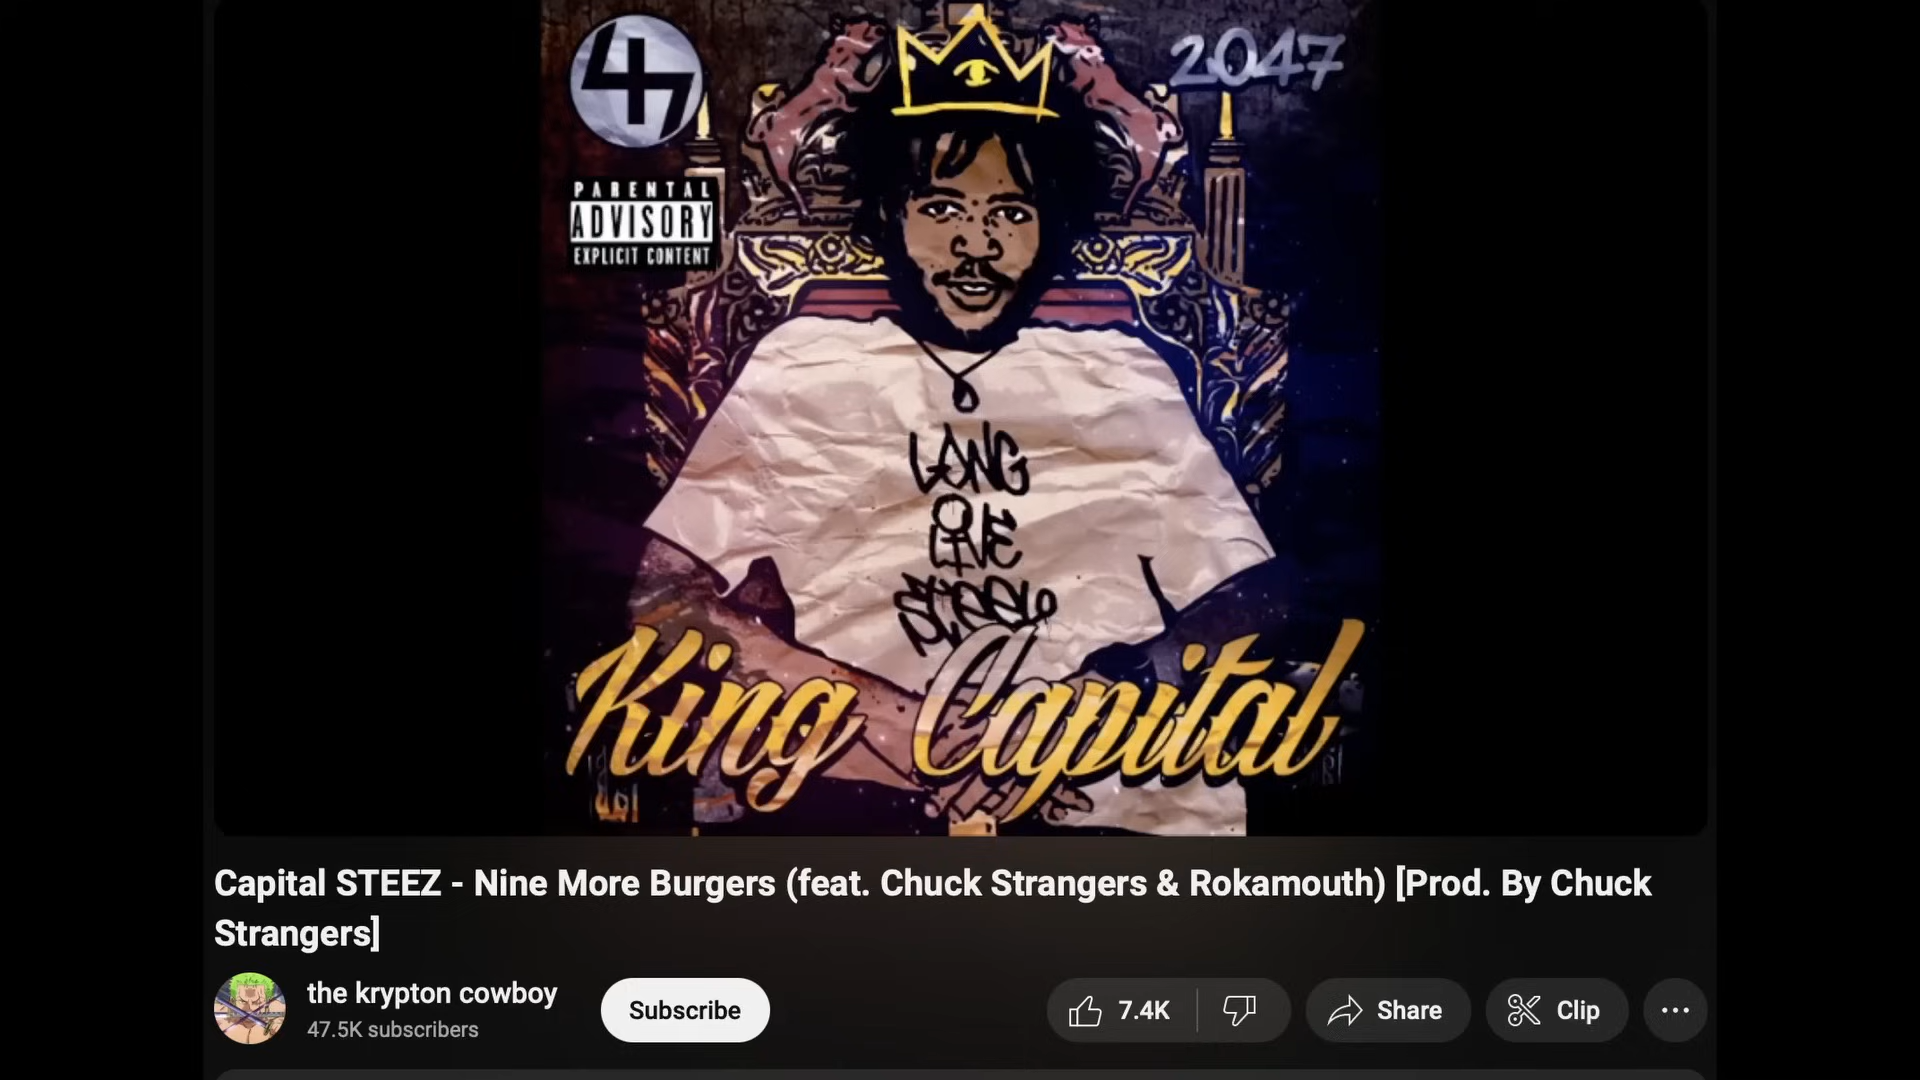 47
2047
PARENTAL
ADVISORY
EXPLICIT CONTENT
LONG
LIVE
STEELO
King Capital
Capital STEEZ - Nine More Burgers (feat. Chuck Strangers & Rokamouth) [Prod. By Chuck
Strangers]
the krypton cowboy
47.5K subscribers
Subscribe
7.4K
Share
Clip